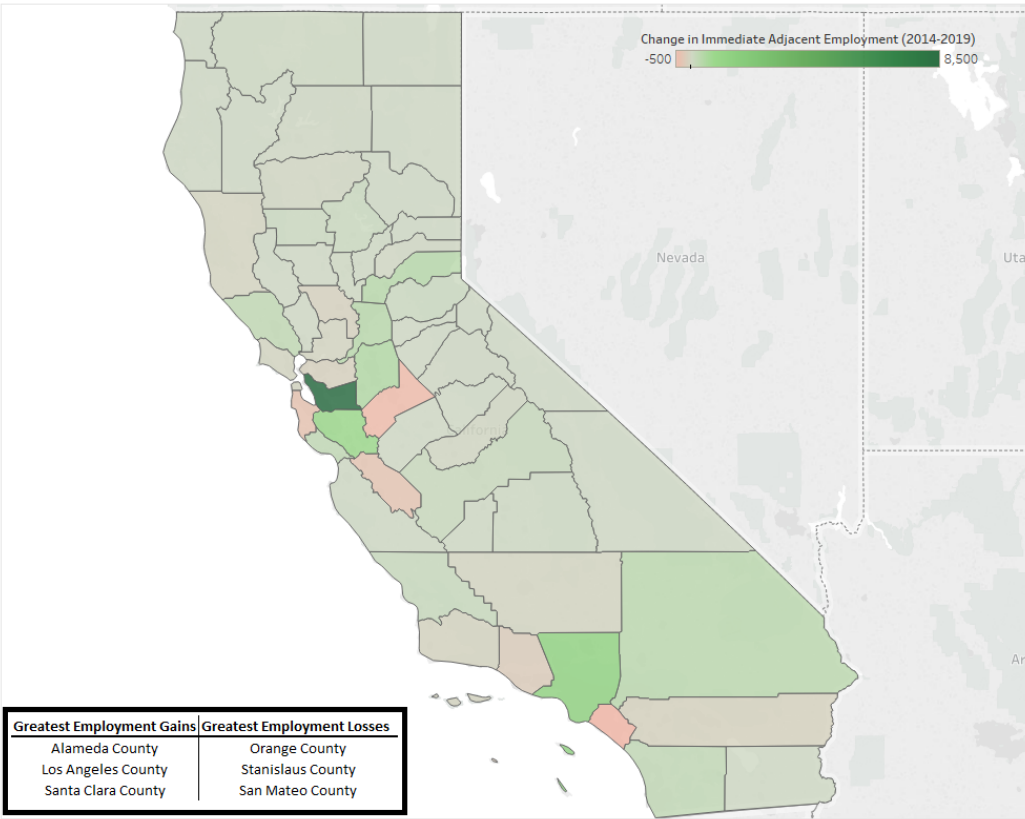 Change in Immediate Adjacent Employment (2014-2019)
-500 8,500
Nevada
Uta
California
Ar
Greatest Employment Gains Greatest Employment Losses
Alameda County Orange County
Los Angeles County Stanislaus County
Santa Clara County San Mateo County